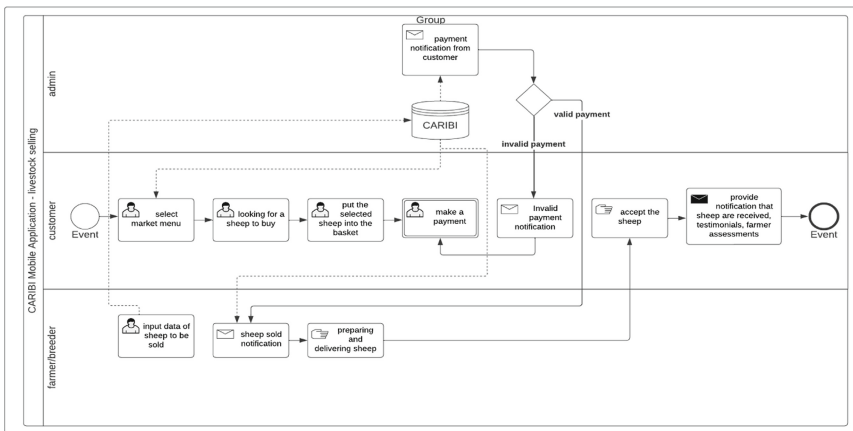 Group
payment
notification from
customer
admin
CARIBI
valid payment
invalid payment
CARIBI Mobile Application - livestock selling
customer
Event
select
market menu
looking for a
sheep to buy
put the
selected
sheep into the
basket
make a
payment
Invalid
payment
notification
accept the
sheep
provide
notification that
sheep are received,
testimonials, farmer
assessments
Event
farmer/breeder
input data of
sheep to be
sold
sheep sold
notification
preparing
and
delivering sheep